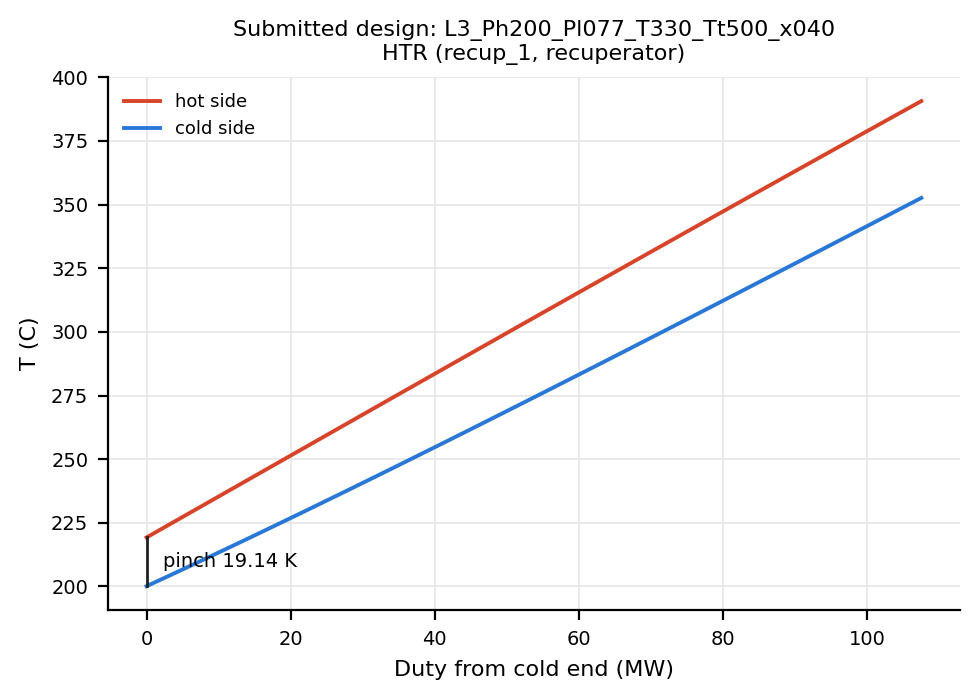 Submitted design: L3_Ph200_Pl077_T330_Tt500_x040
HTR (recup_1, recuperator)
hot side
cold side
pinch 19.14 K
T (C)
400
375
350
325
300
275
250
225
200
0 20 40 60 80 100
Duty from cold end (MW)